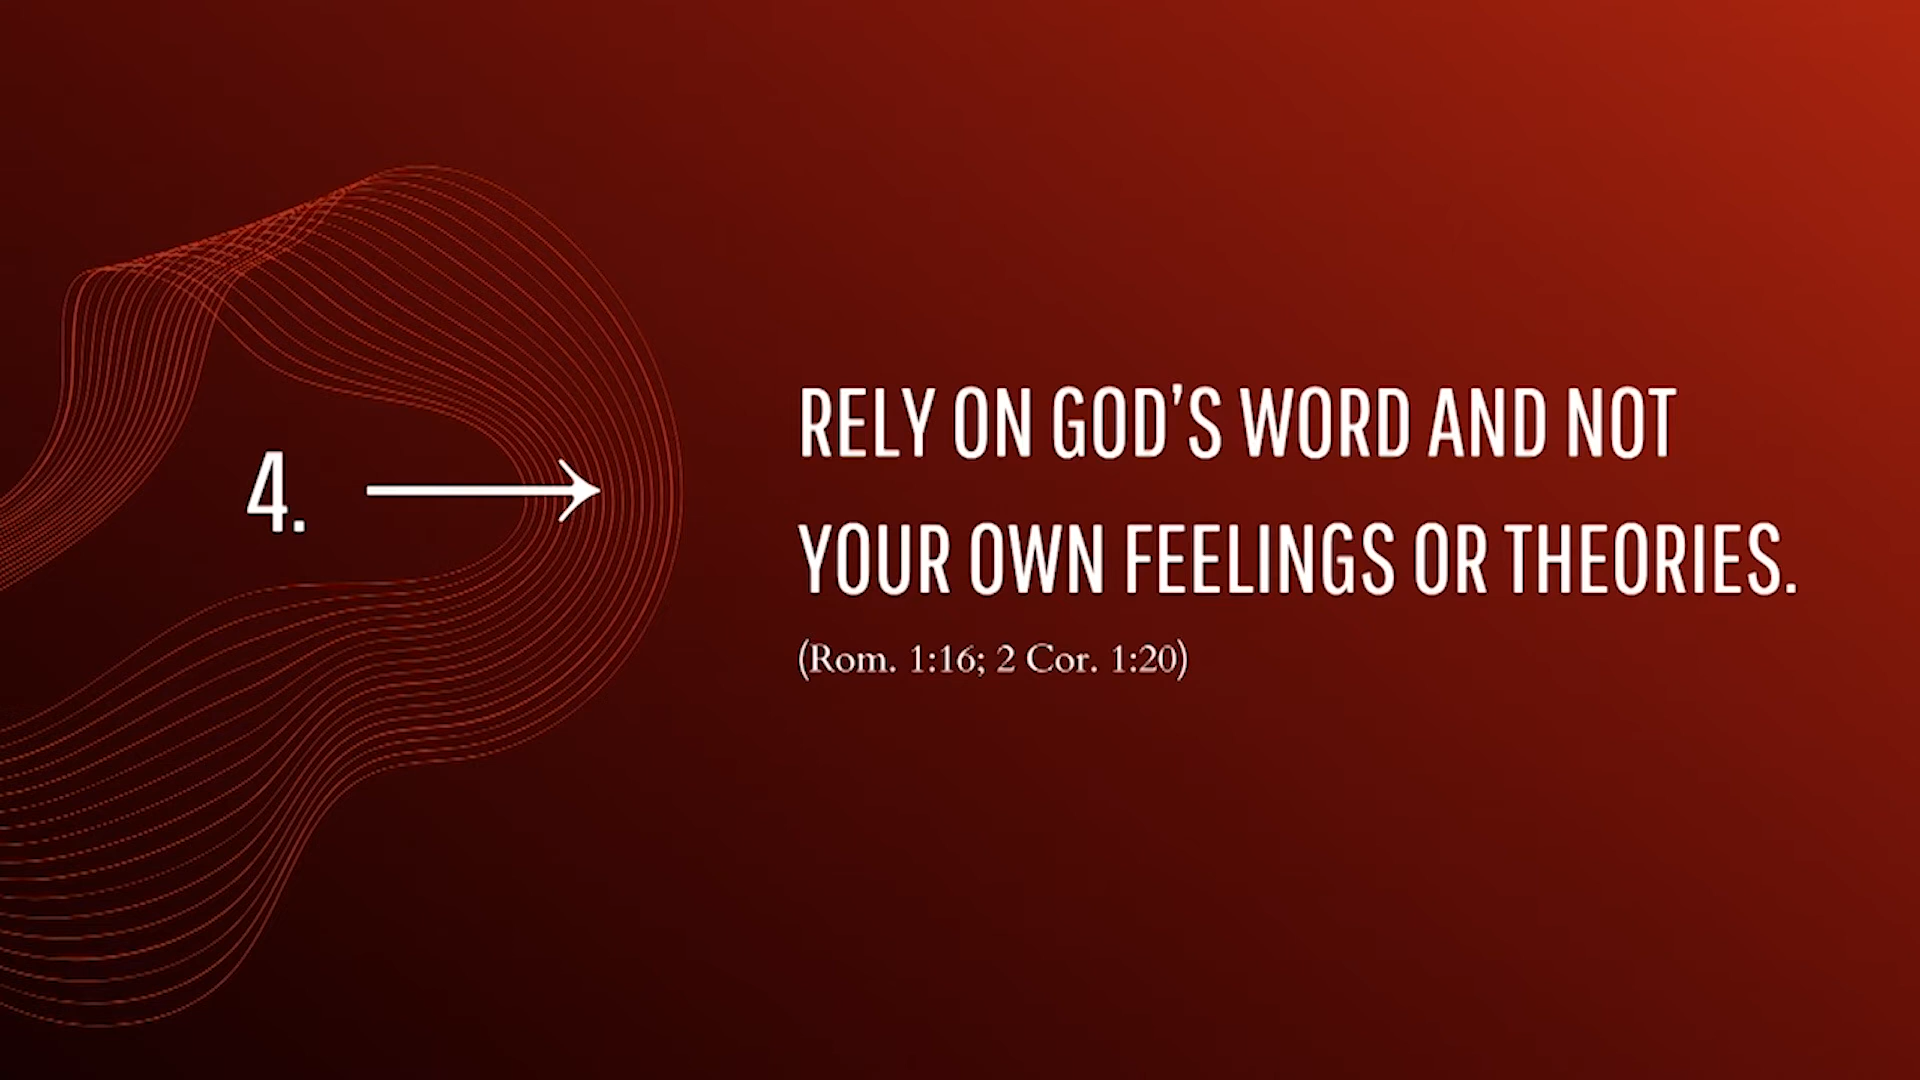 4.
RELY ON GOD’S WORD AND NOT
YOUR OWN FEELINGS OR THEORIES.
(Rom. 1:16; 2 Cor. 1:20)